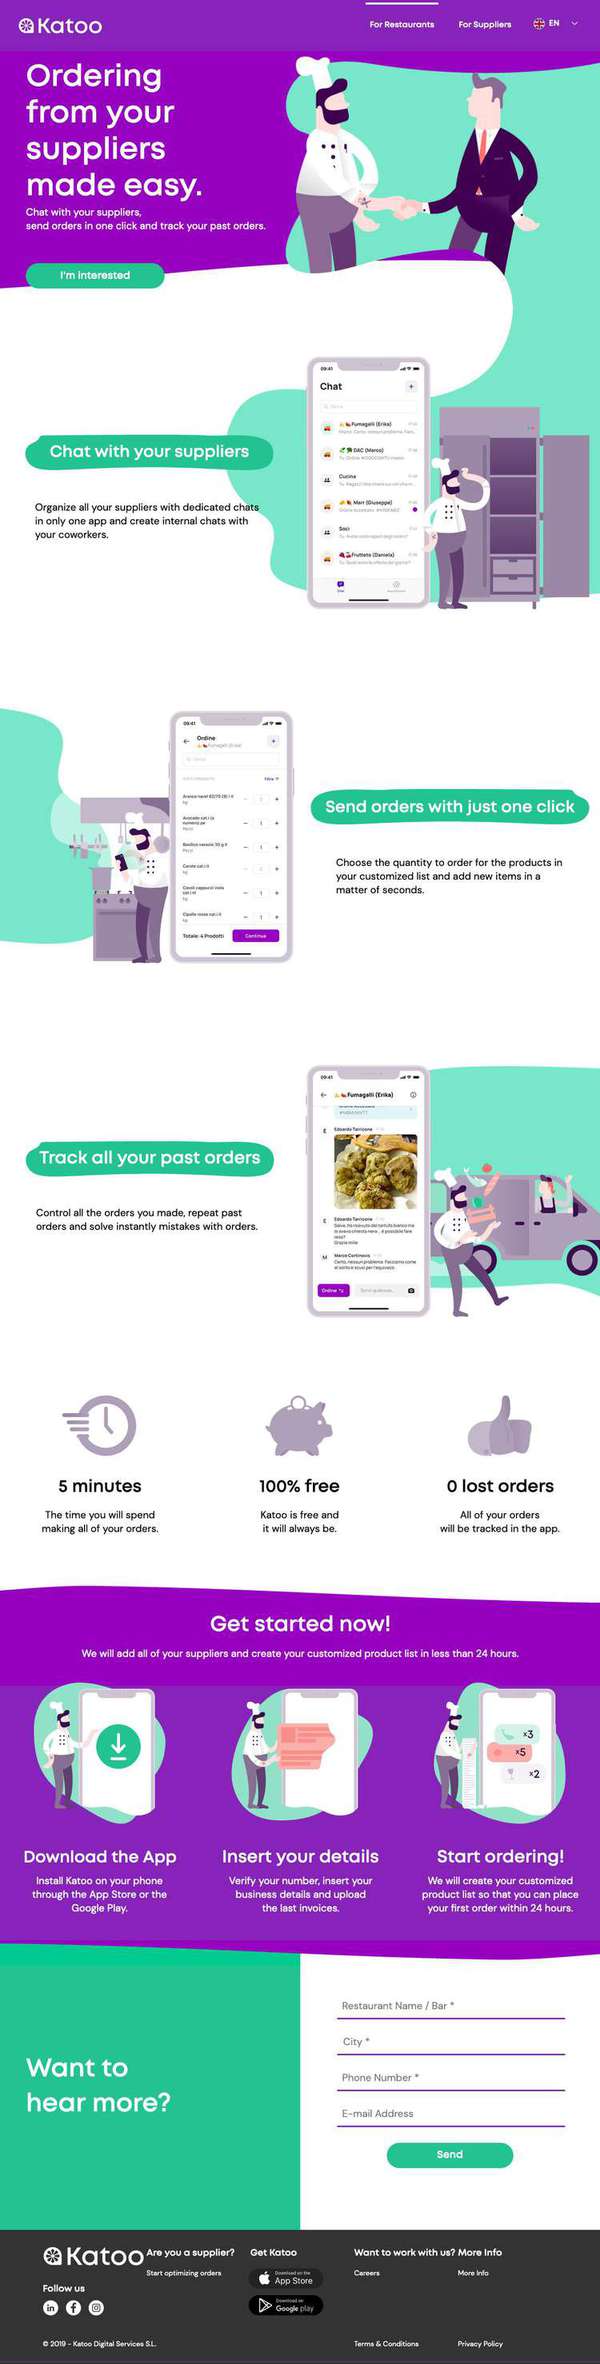 Katoo
For Restaurants
For Suppliers
EN
Ordering
from your
suppliers
made easy.
Chat with your suppliers,
send orders in one click and track your past orders.
I'm interested
09:41
Chat
+
Fumagalli (Erika)
DAC (Marco)
Cucina
Marr (Giuseppe)
Soci
Frutteto (Daniela)
Chat with your suppliers
Organize all your suppliers with dedicated chats
in only one app and create internal chats with
your coworkers.
09:41
Ordine
Fumagalli (Erika)
+
Filtra
Totale: 4 Prodotti
Continua
Send orders with just one click
Choose the quantity to order for the products in
your customized list and add new items in a
matter of seconds.
09:41
Fumagalli (Erika)
Edoardo Tarricone
Edoardo Tarricone
Grazie mille
Marco Cortinovis
Ordine
Track all your past orders
Control all the orders you made, repeat past
orders and solve instantly mistakes with orders.
5 minutes
The time you will spend
making all of your orders.
100% free
Katoo is free and
it will always be.
0 lost orders
All of your orders
will be tracked in the app.
Get started now!
We will add all of your suppliers and create your customized product list in less than 24 hours.
x3
x5
x2
Download the App
Install Katoo on your phone
through the App Store or the
Google Play.
Insert your details
Verify your number, insert your
business details and upload
the last invoices.
Start ordering!
We will create your customized
product list so that you can place
your first order within 24 hours.
Want to
hear more?
Restaurant Name / Bar *
City *
Phone Number *
E-mail Address
Send
Katoo
Follow us
Are you a supplier?
Start optimizing orders
Get Katoo
Download on the
App Store
Download on
Google play
Want to work with us?
Careers
More Info
More Info
© 2019 - Katoo Digital Services S.L.
Terms & Conditions
Privacy Policy